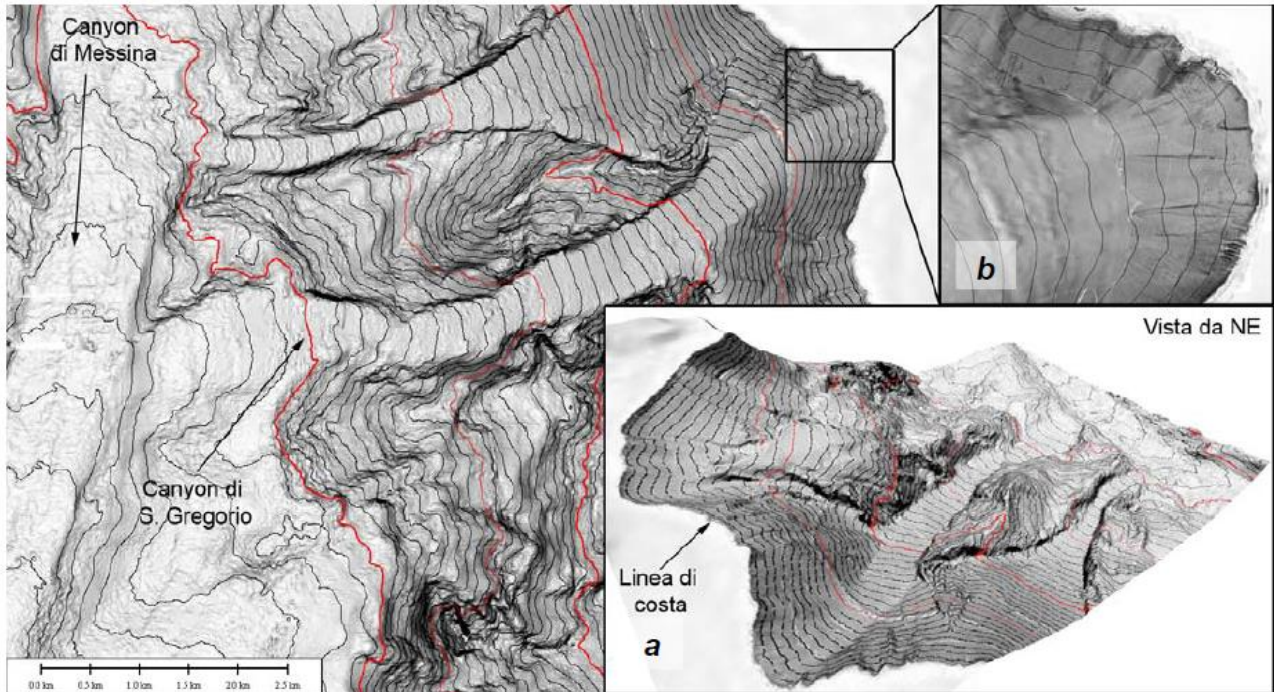 Canyon
di Messina
b
Vista da NE
Canyon di
S. Gregorio
Linea di
costa
a
0.0 km 0.5 km 1.0 km 1.5 km 2.0 km 2.5 km